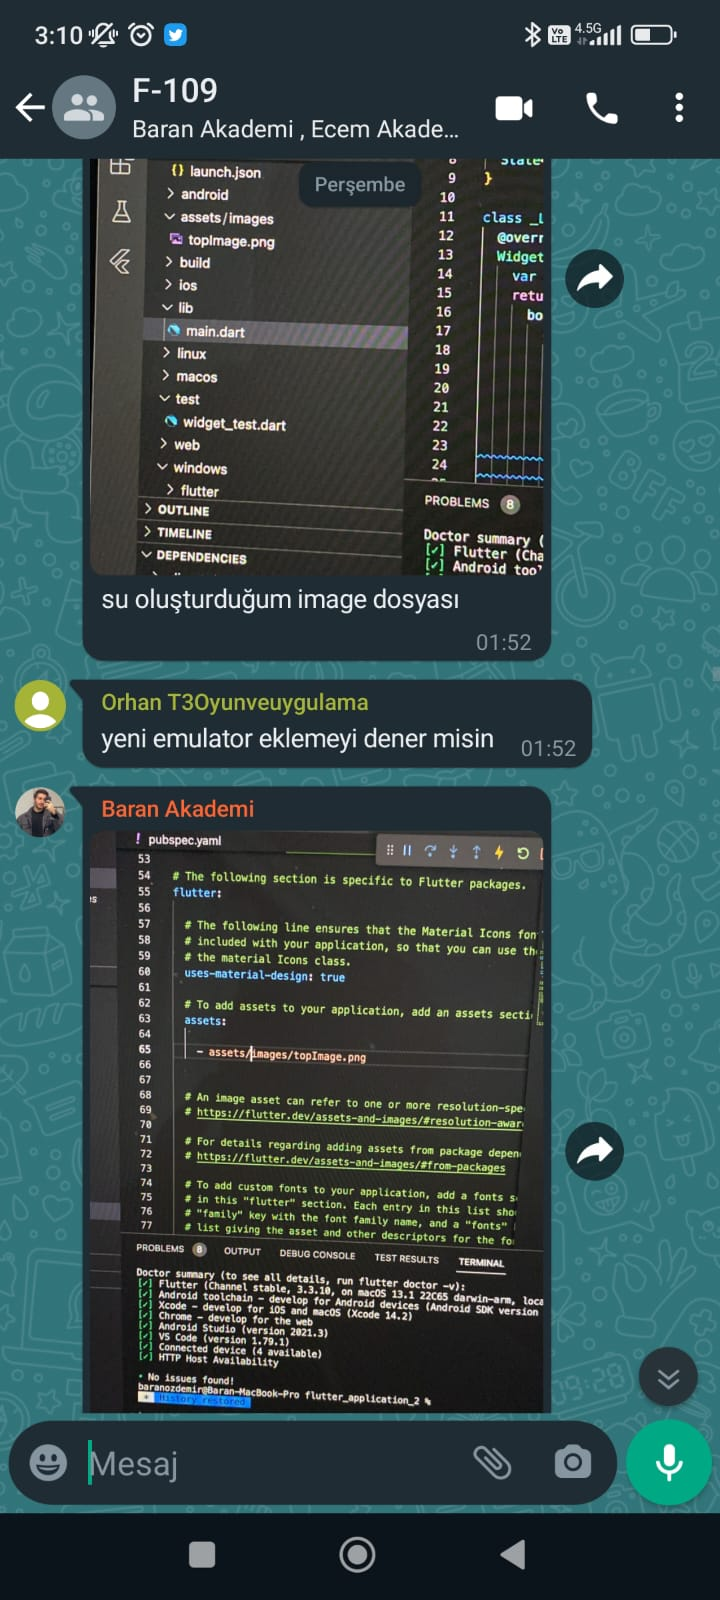 3:10
Vo
LTE
4.5G
F-109
Baran Akademi , Ecem Akade...
Perşembe
{} launch.json
> android
assets/images
topImage.png
> build
> ios
lib
main.dart
> linux
> macos
test
widget_test.dart
> web
windows
> flutter
> OUTLINE
> TIMELINE
DEPENDENCIES
8 State
9 }
10
11 class _L
12 @overr
13 Widget
14 var
15 retu
16 bo
17
18
19
20
21
22
23
24
PROBLEMS 8
Doctor summary (
[✓] Flutter (Cha
[✓] Android too
su oluşturduğum image dosyası
01:52
Orhan T3Oyunveuygulama
yeni emulator eklemeyi dener misin
01:52
Baran Akademi
! pubspec.yaml
53
54 # The following section is specific to Flutter packages.
55 flutter:
56
57 # The following line ensures that the Material Icons fon
58 # included with your application, so that you can use th
59 # the material Icons class.
60 uses-material-design: true
61
62 # To add assets to your application, add an assets secti
63 assets:
64
65 - assets/images/topImage.png
66
67
68 # An image asset can refer to one or more resolution-spe
69 # https://flutter.dev/assets-and-images/#resolution-awar
70
71 # For details regarding adding assets from package depen
72 # https://flutter.dev/assets-and-images/#from-packages
73
74 # To add custom fonts to your application, add a fonts s
75 # in this "flutter" section. Each entry in this list sho
76 # "family" key with the font family name, and a "fonts"
77 # list giving the asset and other descriptors for the fo
PROBLEMS 8 OUTPUT DEBUG CONSOLE TEST RESULTS TERMINAL
Doctor summary (to see all details, run flutter doctor -v):
[✓] Flutter (Channel stable, 3.3.10, on macOS 13.1 22C65 darwin-arm, loca
[✓] Android toolchain - develop for Android devices (Android SDK version
[✓] Xcode - develop for iOS and macOS (Xcode 14.2)
[✓] Chrome - develop for the web
[✓] Android Studio (version 2021.3)
[✓] VS Code (version 1.79.1)
[✓] Connected device (4 available)
[✓] HTTP Host Availability
• No issues found!
baranozdemir@Baran-MacBook-Pro flutter_application_2 %
* History restored
Mesaj